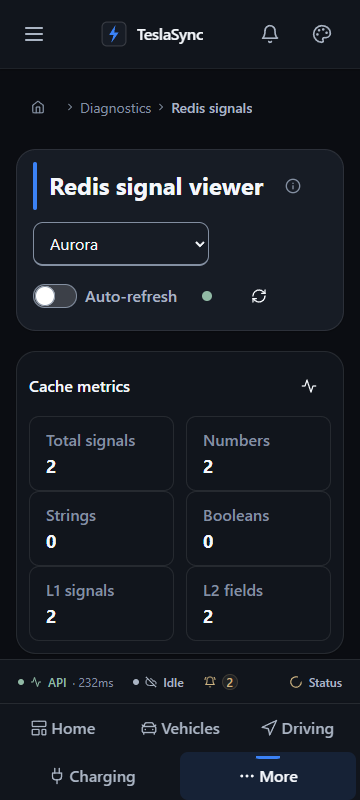 TeslaSync
Diagnostics Redis signals
Redis signal viewer
Aurora
Auto-refresh
Cache metrics
Total signals Numbers
2 2
Strings Booleans
0 0
L1 signals L2 fields
2 2
API · 232ms Idle 2 Status
Home Vehicles Driving
Charging More